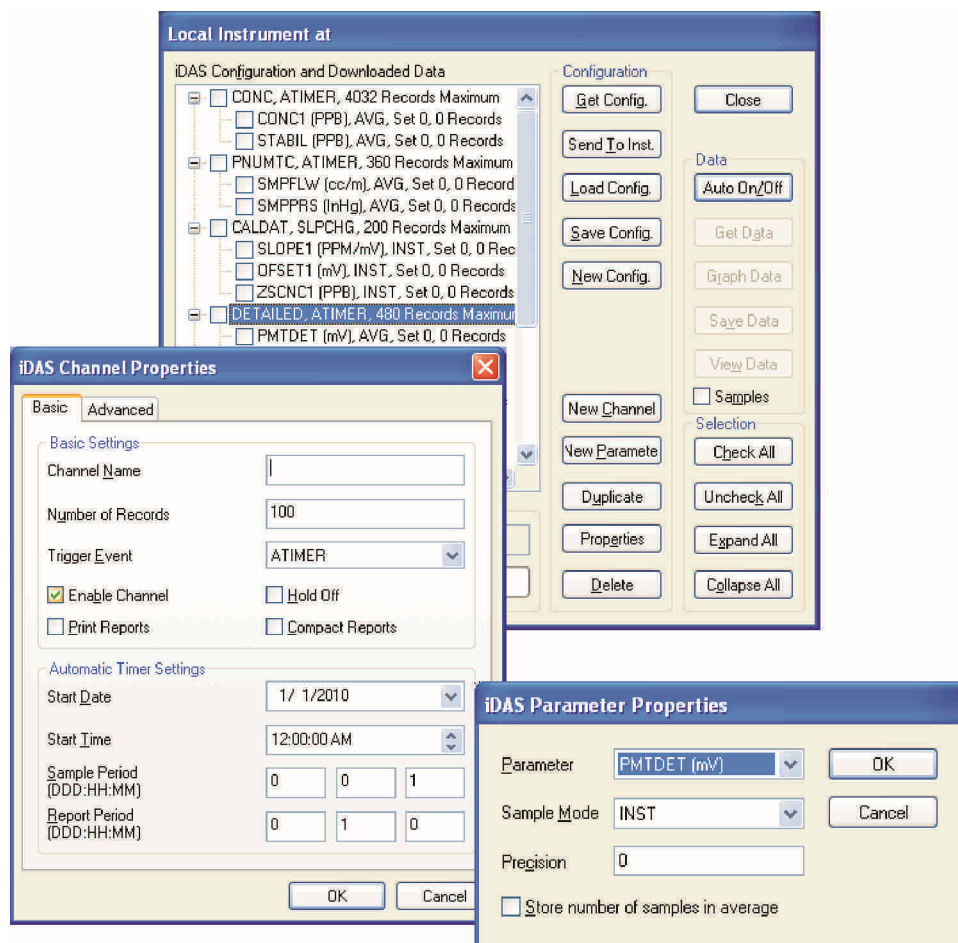 Local Instrument at
iDAS Configuration and Downloaded Data
CONC, ATIMER, 4032 Records Maximum
CONC1 (PPB), AVG, Set 0, 0 Records
STABIL (PPB), AVG, Set 0, 0 Records
PNUMTC, ATIMER, 360 Records Maximum
SMPFLW (cc/m), AVG, Set 0, 0 Record
SMPPRS (InHg), AVG, Set 0, 0 Records
CALDAT, SLPCHG, 200 Records Maximum
SLOPE1 (PPM/mV), INST, Set 0, 0 Rec
OFSET1 (mV), INST, Set 0, 0 Records
ZSCNC1 (PPB), INST, Set 0, 0 Records
DETAILED, ATIMER, 480 Records Maximur
PMTDET (mV), AVG, Set 0, 0 Records
Configuration
Get Config.
Send To Inst.
Load Config.
Save Config.
New Config.
New Channel
New Paramete
Duplicate
Properties
Delete
Close
Data
Auto On/Off
Get Data
Graph Data
Save Data
View Data
Samples
Selection
Check All
Uncheck All
Expand All
Collapse All
iDAS Channel Properties
Basic
Advanced
Basic Settings
Channel Name
Number of Records
100
Trigger Event
ATIMER
Enable Channel
Hold Off
Print Reports
Compact Reports
Automatic Timer Settings
Start Date
1/ 1/2010
Start Time
12:00:00 AM
Sample Period
(DDD:HH:MM)
0 0 1
Report Period
(DDD:HH:MM)
0 1 0
OK
Cancel
iDAS Parameter Properties
Parameter
PMTDET (mV)
OK
Sample Mode
INST
Cancel
Precision
0
Store number of samples in average